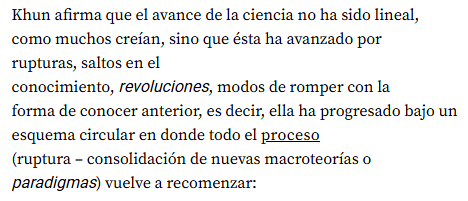 Khun afirma que el avance de la ciencia no ha sido lineal,
como muchos creían, sino que ésta ha avanzado por
rupturas, saltos en el
conocimiento, revoluciones, modos de romper con la
forma de conocer anterior, es decir, ella ha progresado bajo un
esquema circular en donde todo el proceso
(ruptura – consolidación de nuevas macroteorías o
paradigmas) vuelve a recomenzar: